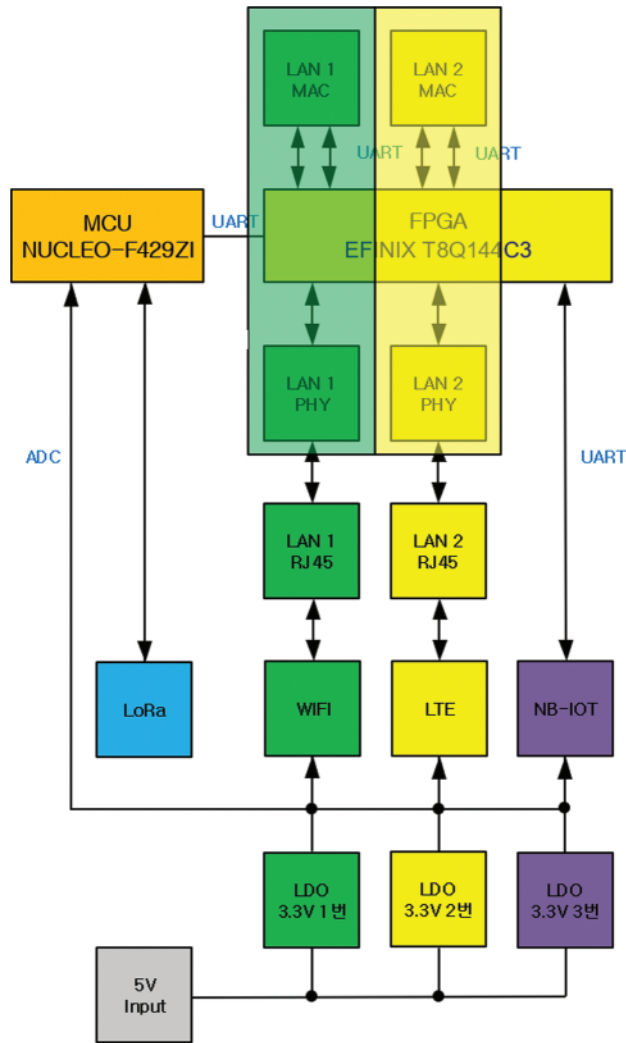 LAN 1
MAC
LAN 2
MAC
UART
UART
MCU
NUCLEO-F429ZI
UART
FPGA
EFINIX T8Q144C3
LAN 1
PHY
LAN 2
PHY
ADC
UART
LAN 1
RJ45
LAN 2
RJ45
LoRa
WIFI
LTE
NB-IOT
LDO
3.3V 1번
LDO
3.3V 2번
LDO
3.3V 3번
5V
Input